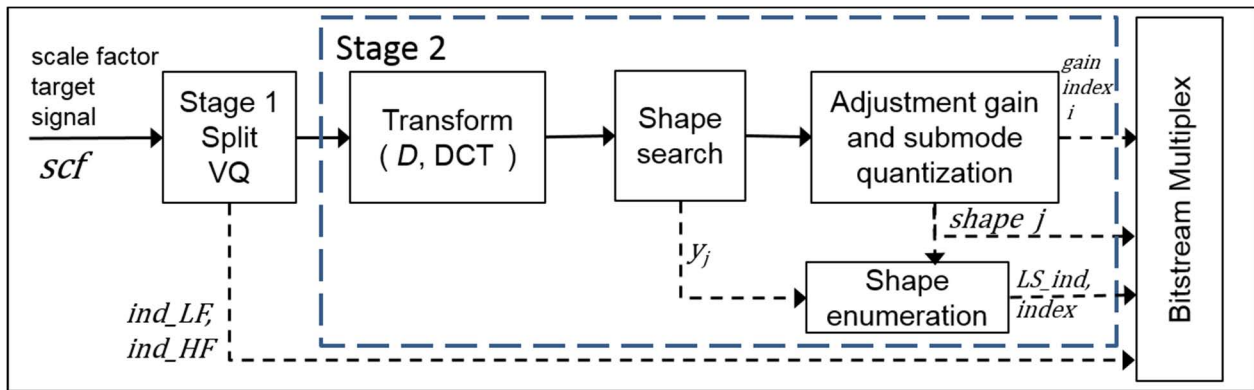 Stage 2
scale factor
target
signal
scf
Stage 1
Split
VQ
Transform
( D, DCT )
Shape
search
Adjustment gain
and submode
quantization
gain
index
i
shape j
y_j
Shape
enumeration
LS_ind,
index
ind_LF,
ind_HF
Bitstream Multiplex